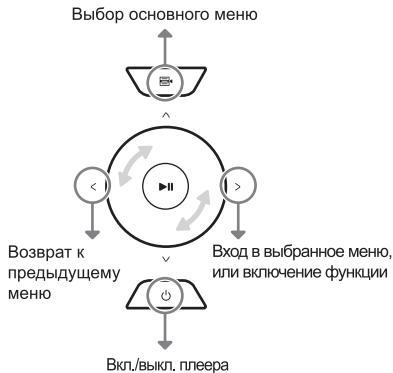 Выбор основного меню
Возврат к
предыдущему
меню
Вход в выбранное меню,
или включение функции
Вкл./выкл. плеера